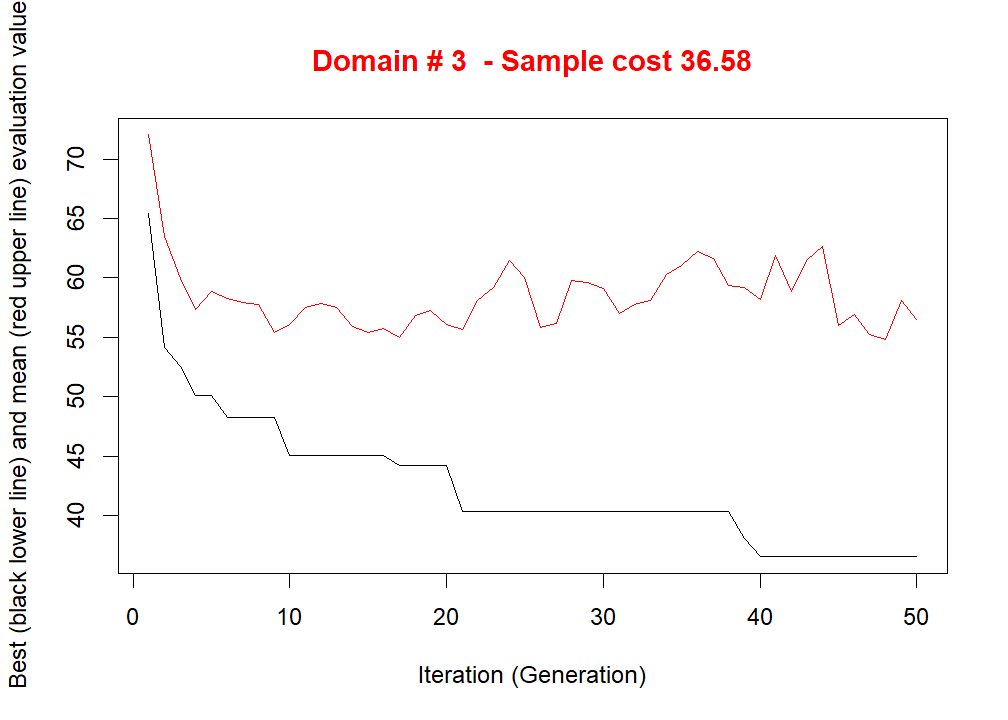 Domain # 3  - Sample cost 36.58
Best (black lower line) and mean (red upper line) evaluation value
70
65
60
55
50
45
40
0 10 20 30 40 50
Iteration (Generation)